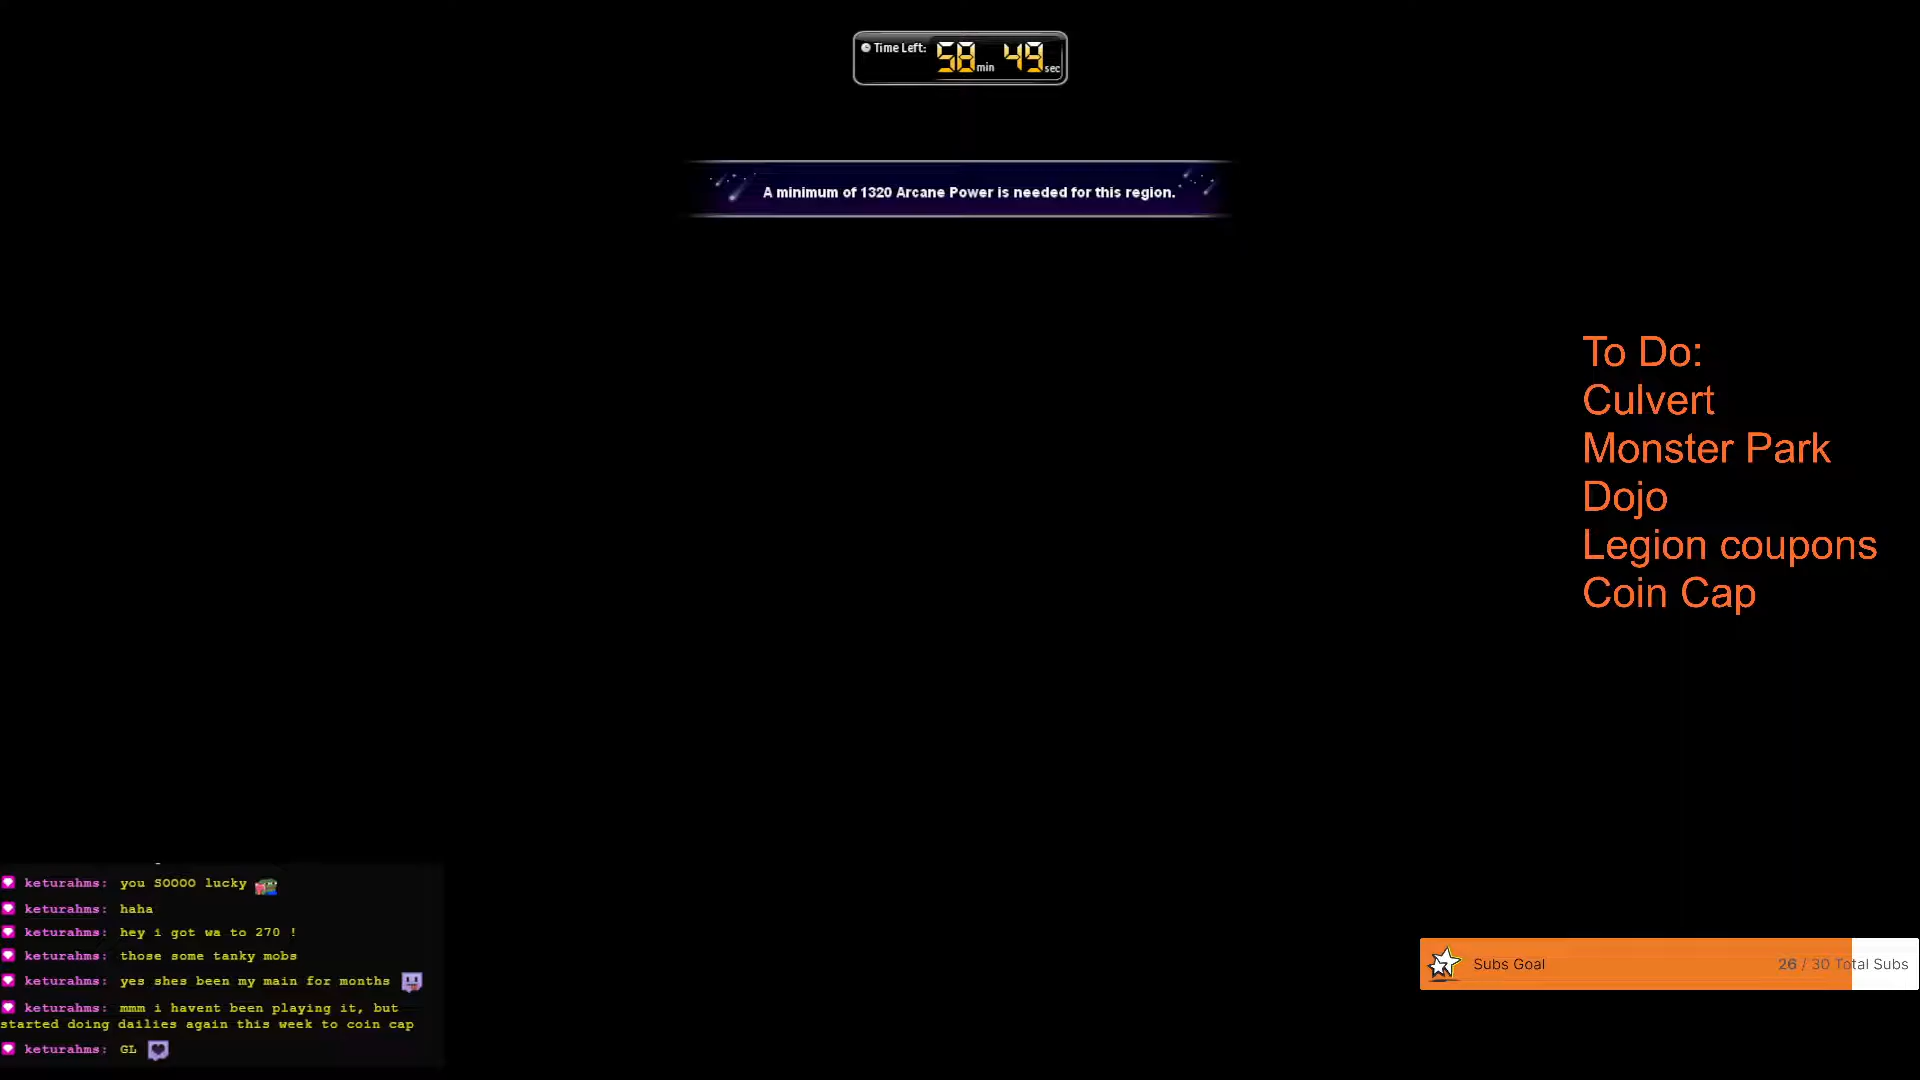 Time Left: 58 min 49 sec
A minimum of 1320 Arcane Power is needed for this region.
To Do:
Culvert
Monster Park
Dojo
Legion coupons
Coin Cap
keturahms: you SOOOO lucky
keturahms: haha
keturahms: hey i got wa to 270 !
keturahms: those some tanky mobs
keturahms: yes shes been my main for months
keturahms: mmm i havent been playing it, but
started doing dailies again this week to coin cap
keturahms: GL
Subs Goal 26 / 30 Total Subs